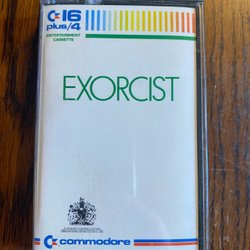 C16
plus/4
ENTERTAINMENT
CASSETTE
EXORCIST
commodore